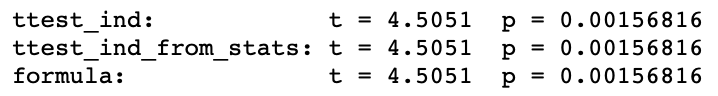 ttest_ind:            t = 4.5051  p = 0.00156816
ttest_ind_from_stats: t = 4.5051  p = 0.00156816
formula:              t = 4.5051  p = 0.00156816